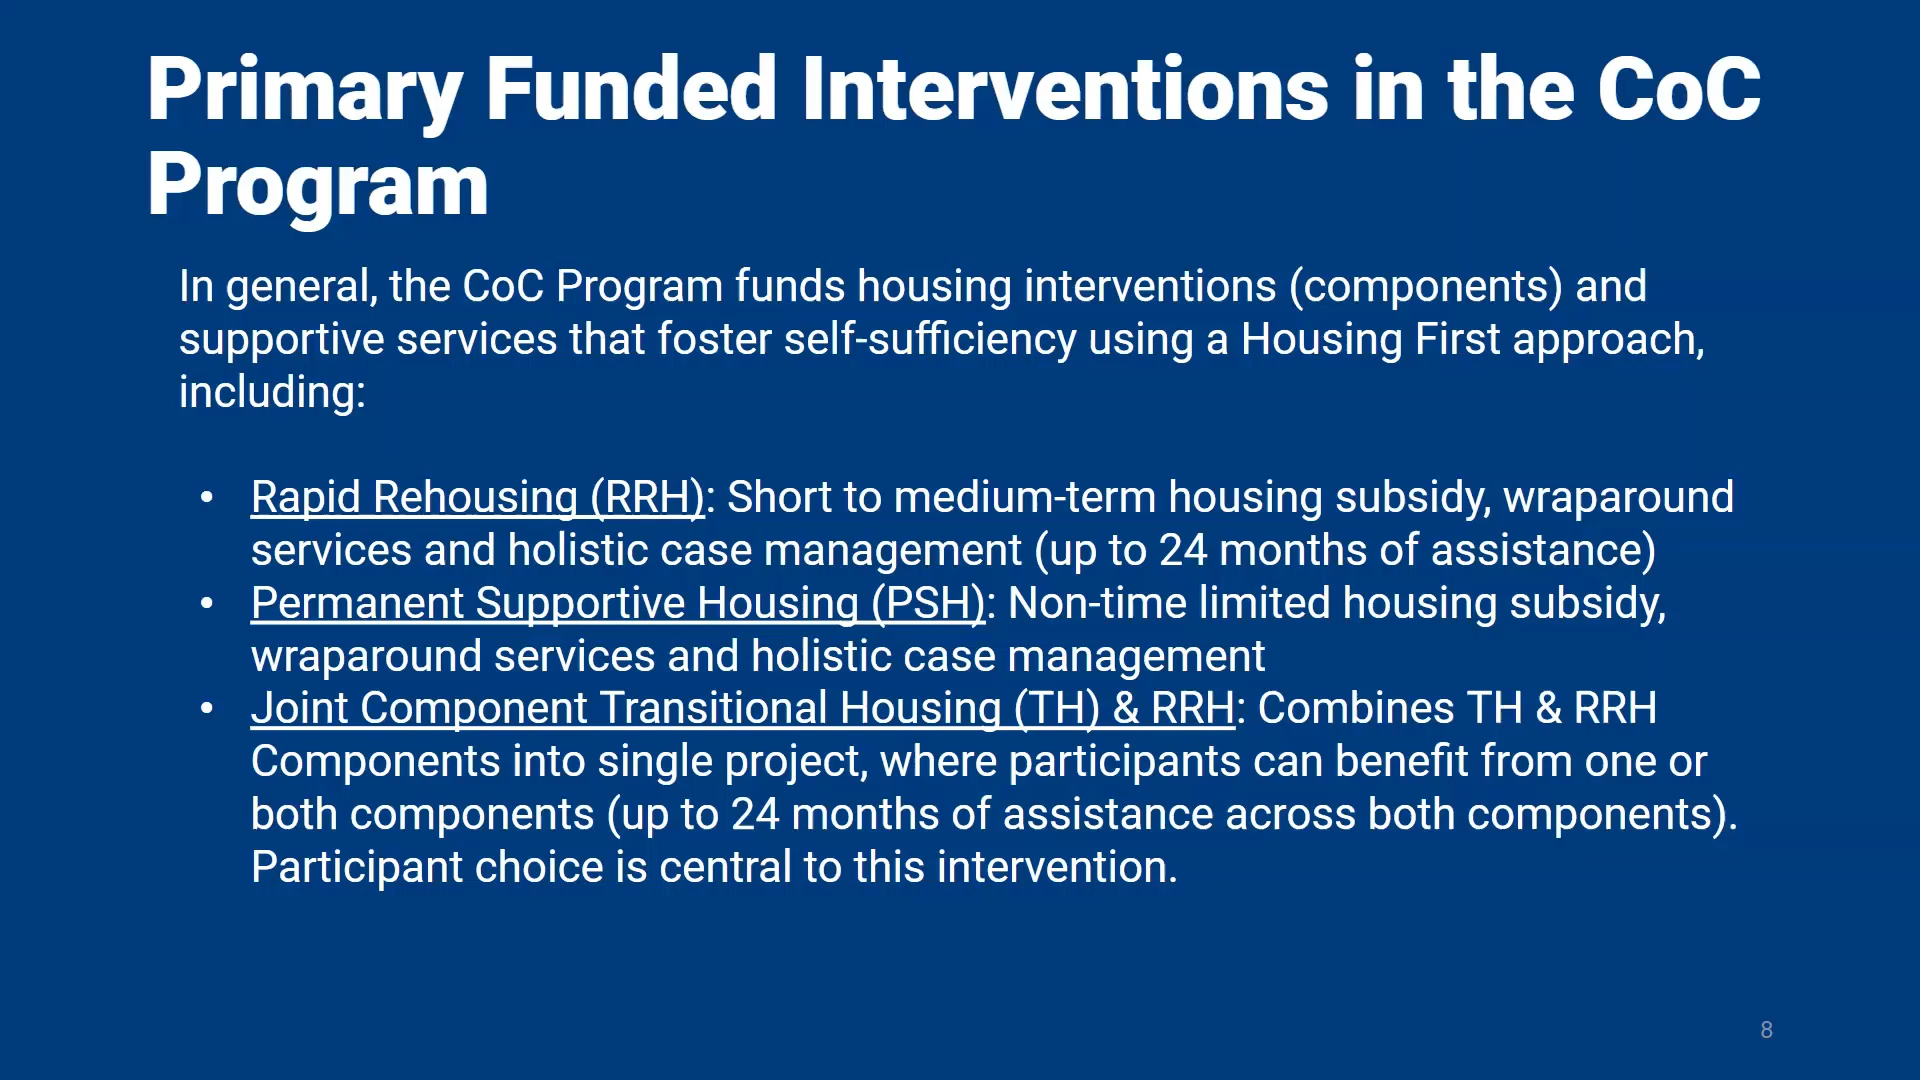 Primary Funded Interventions in the CoC
Program
In general, the CoC Program funds housing interventions (components) and
supportive services that foster self-sufficiency using a Housing First approach,
including:
• Rapid Rehousing (RRH): Short to medium-term housing subsidy, wraparound
services and holistic case management (up to 24 months of assistance)
• Permanent Supportive Housing (PSH): Non-time limited housing subsidy,
wraparound services and holistic case management
• Joint Component Transitional Housing (TH) & RRH: Combines TH & RRH
Components into single project, where participants can benefit from one or
both components (up to 24 months of assistance across both components).
Participant choice is central to this intervention.
8